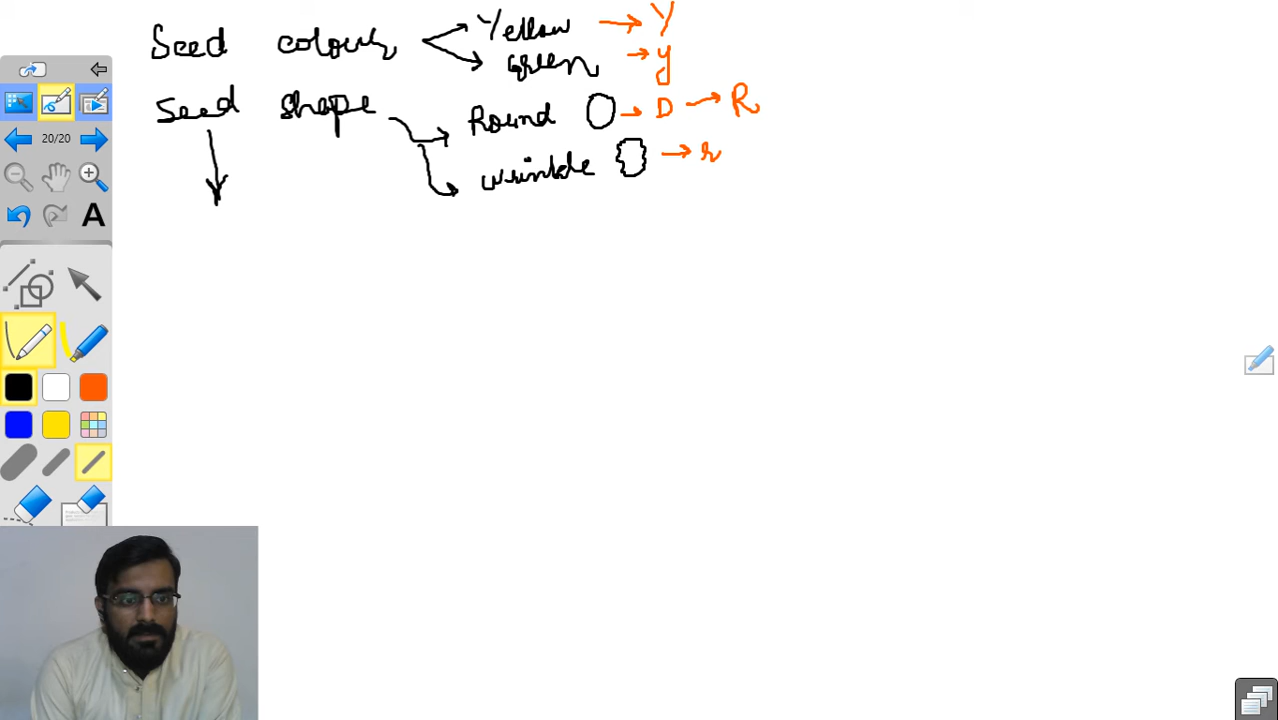 Seed colour Yellow → Y
green → y
Seed shape Round → D → R
wrinkle → r
20/20
A